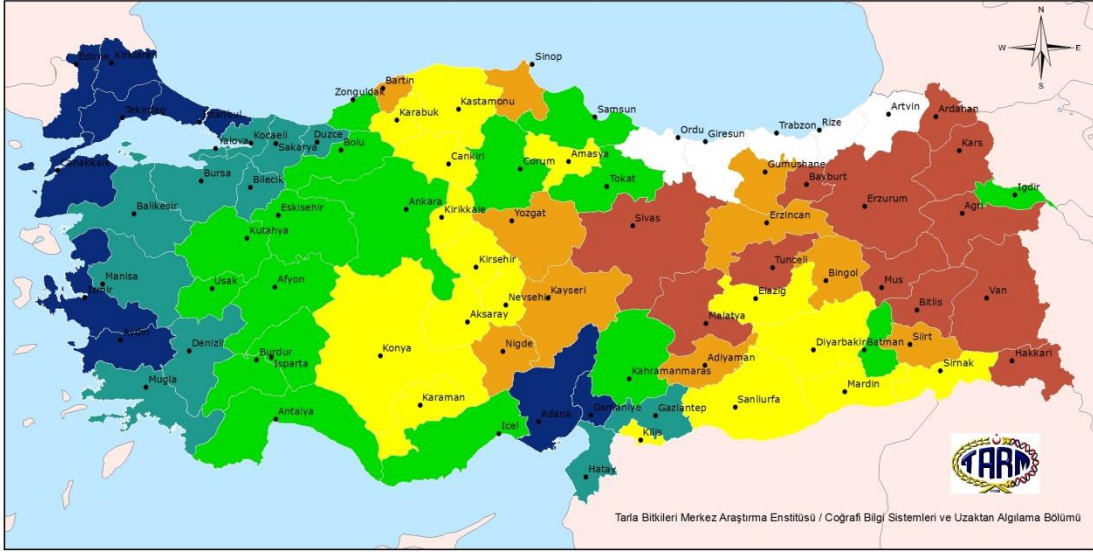 N
W E
S
Sinop
Edirne Kirklareli
Bartin
Zonguldak
Kastamonu
Samsun
Artvin
Ardahan
Tekirdag
Istanbul
Karabuk
Ordu
Giresun
Trabzon
Rize
Kocaeli
Duzce
Yalova
Sakarya
Bolu
Kars
Canakkale
Cankiri
Corum
Amasya
Gumushane
Bayburt
Bursa
Bilecik
Tokat
Erzurum
Igdir
Balikesir
Eskisehir
Ankara
Kirikkale
Yozgat
Sivas
Erzincan
Agri
Kutahya
Kirsehir
Tunceli
Manisa
Usak
Afyon
Bingol
Mus
Van
Izmir
Nevsehir
Kayseri
Elazig
Bitlis
Aksaray
Malatya
Aydin
Denizli
Burdur
Isparta
Konya
Nigde
Diyarbakir
Batman
Siirt
Adiyaman
Sirnak
Hakkari
Mugla
Kahramanmaras
Mardin
Karaman
Sanliurfa
Antalya
Icel
Adana
Osmaniye
Gaziantep
Kilis
Hatay
TARM
Tarla Bitkileri Merkez Araştırma Enstitüsü / Coğrafi Bilgi Sistemleri ve Uzaktan Algılama Bölümü